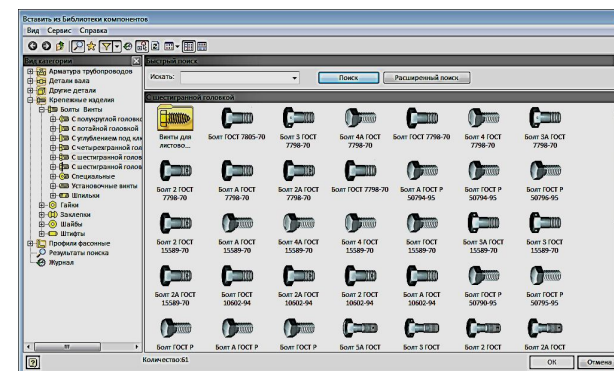 Вставить из Библиотеки компонентов
Вид Сервис Справка
Вид категории
Быстрый поиск
Арматура трубопроводов
Искать:
Поиск
Расширенный поиск
Детали вала
Другие детали
Крепежные изделия
Болты Винты
С полукруглой головко
С потайной головкой
С углублением под клю
С четырехгранной гол
С шестигранной голов
С шестигранной голов
Специальные
Установочные винты
Шпильки
Гайки
Заклепки
Шайбы
Штифты
Профили фасонные
Результаты поиска
Журнал
С шестигранной головкой
Винты для листово... Болт ГОСТ 7805-70 Болт 3 ГОСТ 7798-70 Болт 4А ГОСТ 7798-70 Болт ГОСТ 7798-70 Болт 4 ГОСТ 7798-70 Болт 3А ГОСТ 7798-70
Болт 2 ГОСТ 7798-70 Болт А ГОСТ 7798-70 Болт 2А ГОСТ 7798-70 Болт ГОСТ 7798-70 Болт А ГОСТ Р 50794-95 Болт ГОСТ Р 50794-95 Болт ГОСТ Р 50796-95
Болт 2 ГОСТ 15589-70 Болт А ГОСТ 15589-70 Болт 4А ГОСТ 15589-70 Болт 4 ГОСТ 15589-70 Болт ГОСТ 15589-70 Болт 3А ГОСТ 15589-70 Болт 3 ГОСТ 15589-70
Болт 2А ГОСТ 15589-70 Болт ГОСТ 10602-94 Болт 2А ГОСТ 10602-94 Болт 2 ГОСТ 10602-94 Болт А ГОСТ 10602-94 Болт ГОСТ Р 50790-95 Болт ГОСТ Р 50795-95
Болт ГОСТ Р Болт А ГОСТ Р Болт ГОСТ Р Болт 5А ГОСТ Болт 5 ГОСТ Болт 2 ГОСТ Болт 2А ГОСТ
Количество:61
ОК
Отмена